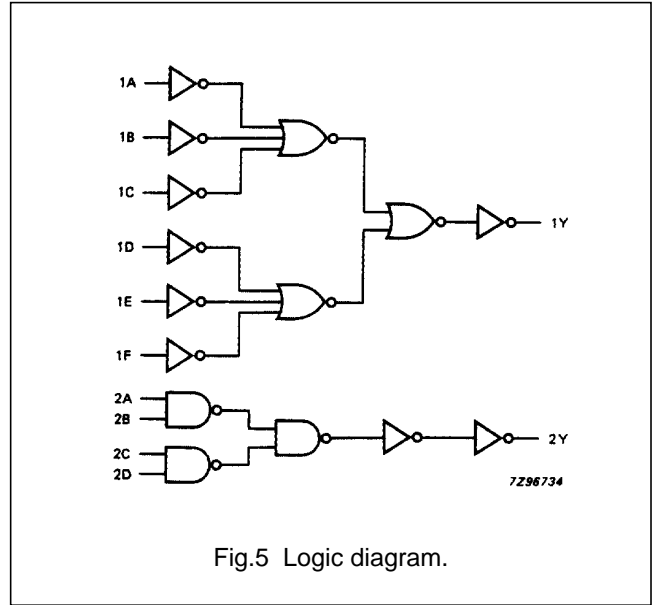 1A
1B
1C
1D
1E
1F
1Y
2A
2B
2C
2D
2Y
7Z96734
Fig.5 Logic diagram.